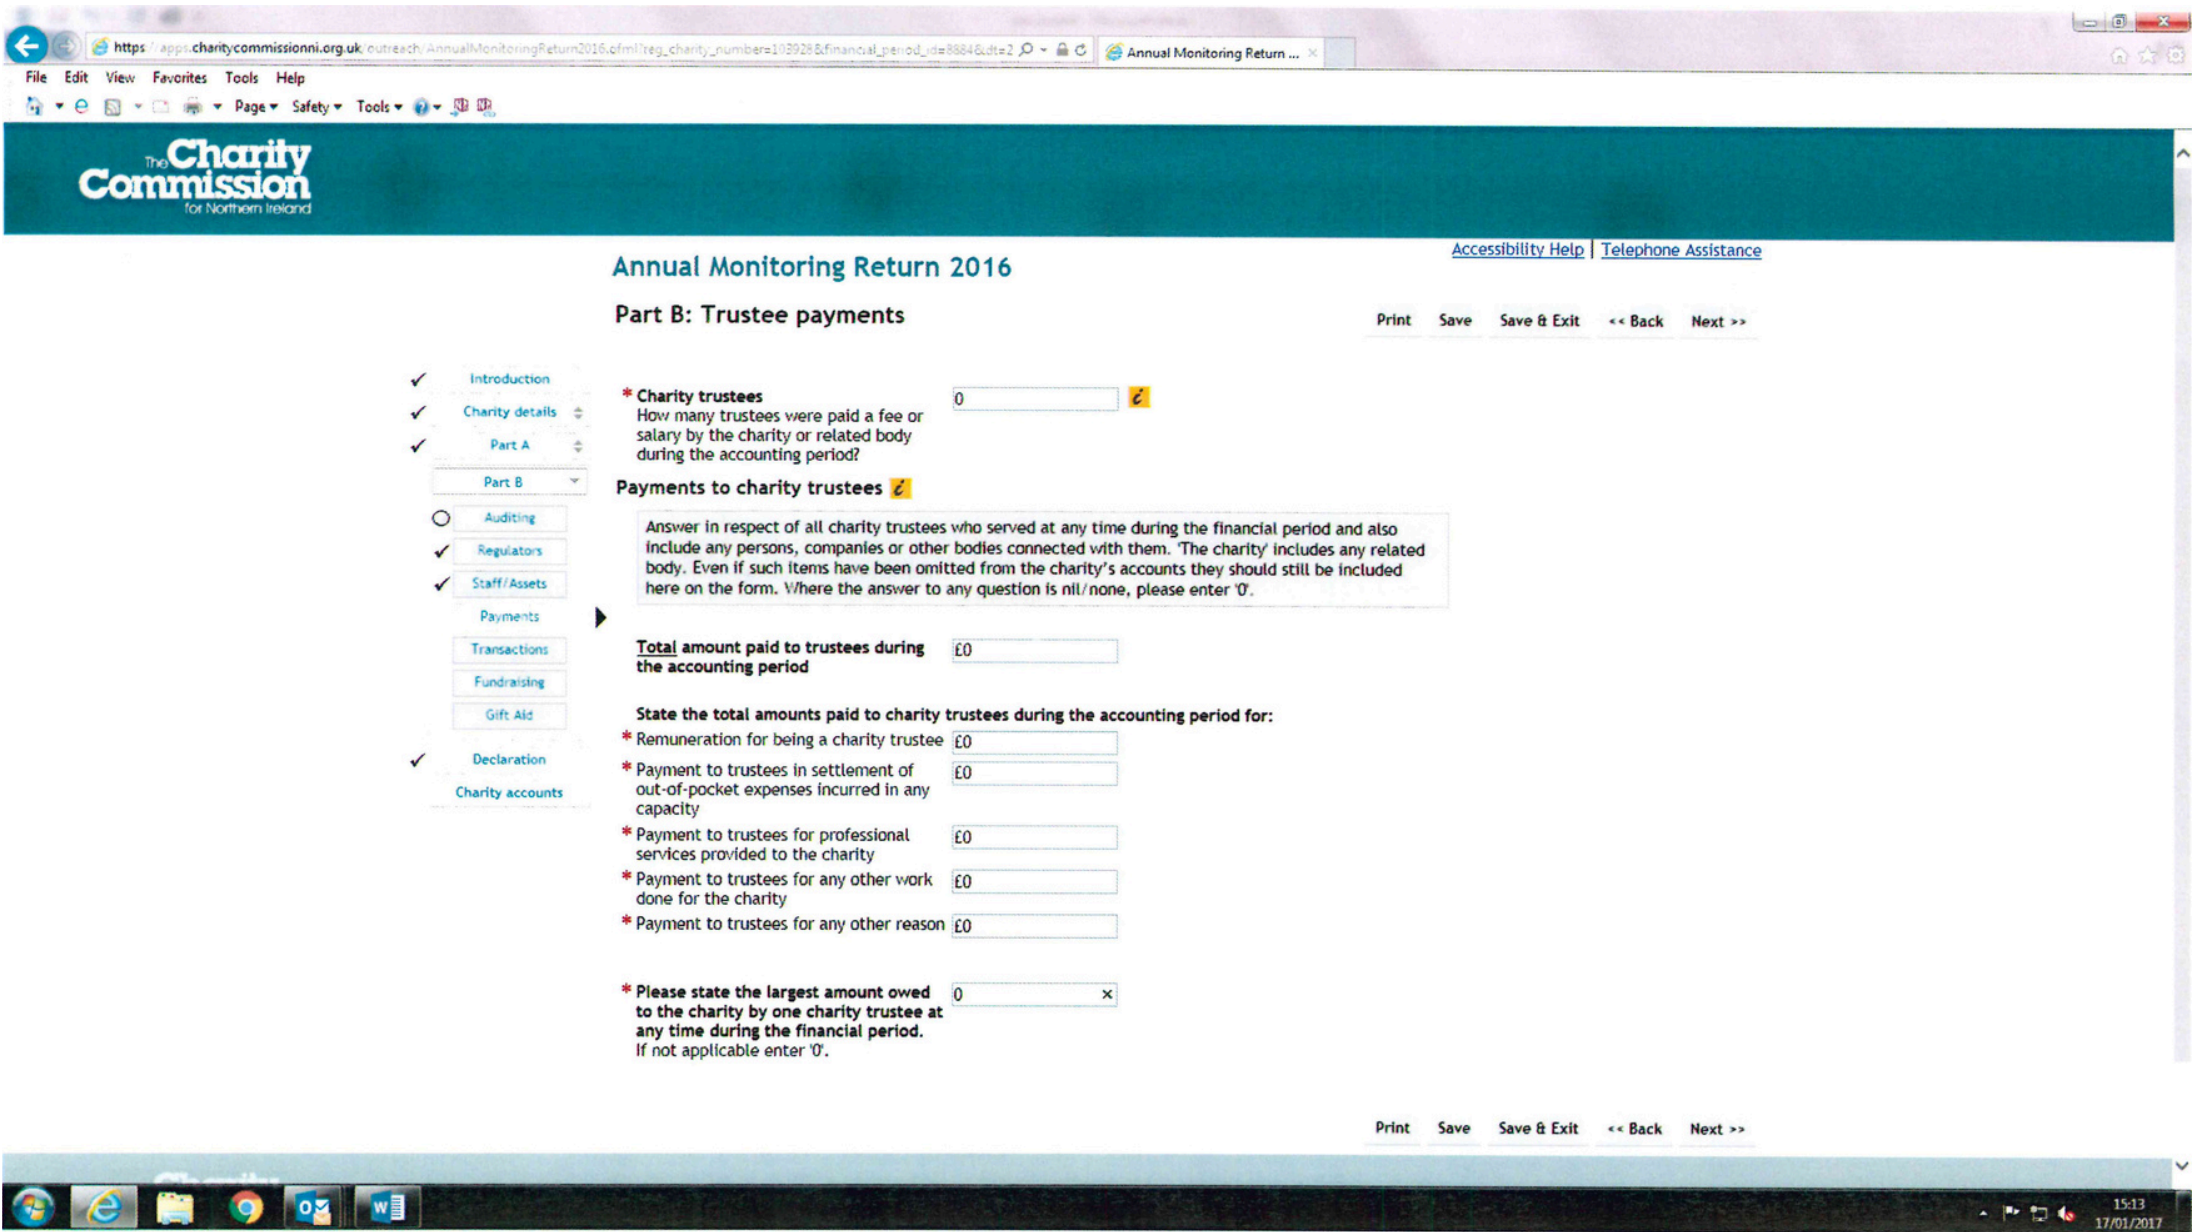 https://apps.charitycommissionni.org.uk/outreach/AnnualMonitoringReturn2016.ofml?reg_charity_number=103928&financial_period_id=8884&dt=2
Annual Monitoring Return ...
File Edit View Favorites Tools Help
Page Safety Tools
The Charity
Commission
for Northern Ireland
Accessibility Help | Telephone Assistance
Annual Monitoring Return 2016
Part B: Trustee payments
Print Save Save & Exit << Back Next >>
Introduction
Charity details
Part A
Part B
Auditing
Regulators
Staff/Assets
Payments
Transactions
Fundraising
Gift Aid
Declaration
Charity accounts
* Charity trustees 0 i
How many trustees were paid a fee or
salary by the charity or related body
during the accounting period?
Payments to charity trustees i
Answer in respect of all charity trustees who served at any time during the financial period and also
include any persons, companies or other bodies connected with them. 'The charity' includes any related
body. Even if such items have been omitted from the charity's accounts they should still be included
here on the form. Where the answer to any question is nil/none, please enter '0'.
Total amount paid to trustees during £0
the accounting period
State the total amounts paid to charity trustees during the accounting period for:
* Remuneration for being a charity trustee £0
* Payment to trustees in settlement of £0
out-of-pocket expenses incurred in any
capacity
* Payment to trustees for professional £0
services provided to the charity
* Payment to trustees for any other work £0
done for the charity
* Payment to trustees for any other reason £0
* Please state the largest amount owed 0
to the charity by one charity trustee at
any time during the financial period.
If not applicable enter '0'.
Print Save Save & Exit << Back Next >>
Charity
15:13
17/01/2017